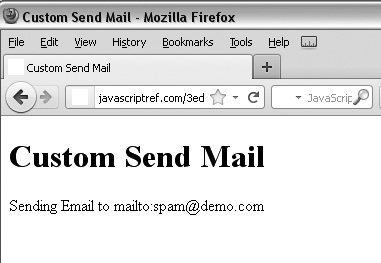 Custom Send Mail - Mozilla Firefox
File Edit View History Bookmarks Tools Help
Custom Send Mail +
javascriptref.com/3ed JavaScrip
Custom Send Mail
Sending Email to mailto:spam@demo.com